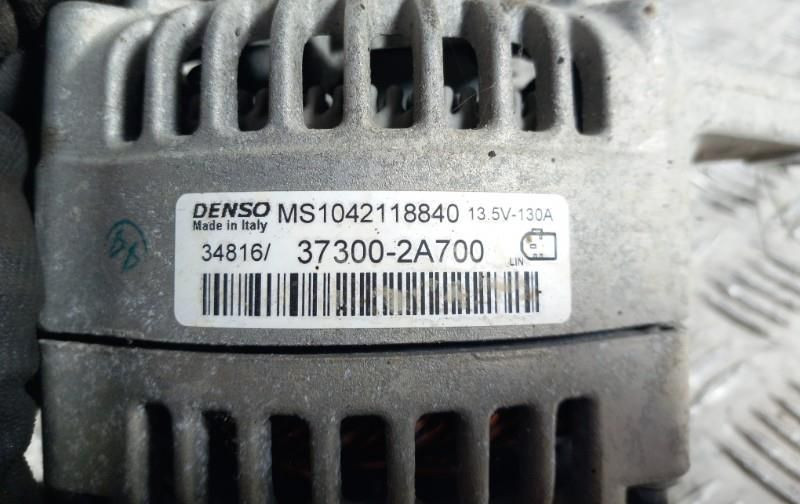 DENSO MS1042118840 13.5V-130A
Made in Italy
34816/ 37300-2A700
LIN